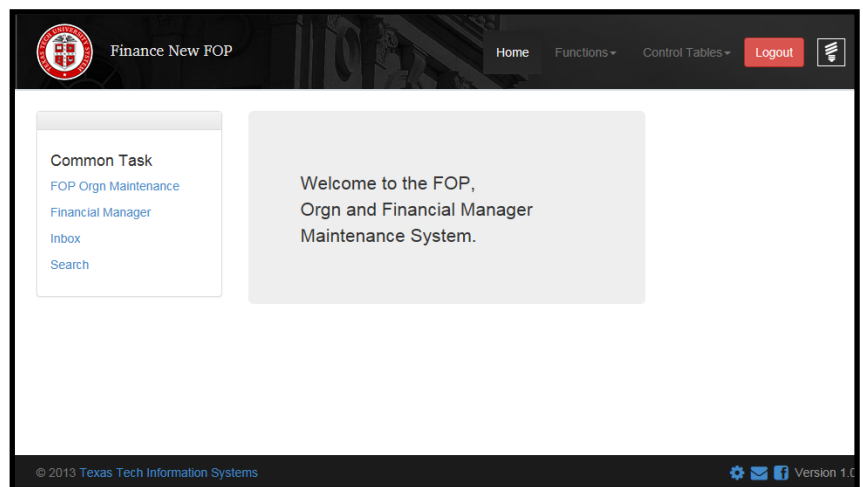 Finance New FOP
Home
Functions
Control Tables
Logout
Common Task
FOP Orgn Maintenance
Financial Manager
Inbox
Search
Welcome to the FOP,
Orgn and Financial Manager
Maintenance System.
© 2013 Texas Tech Information Systems
Version 1.0